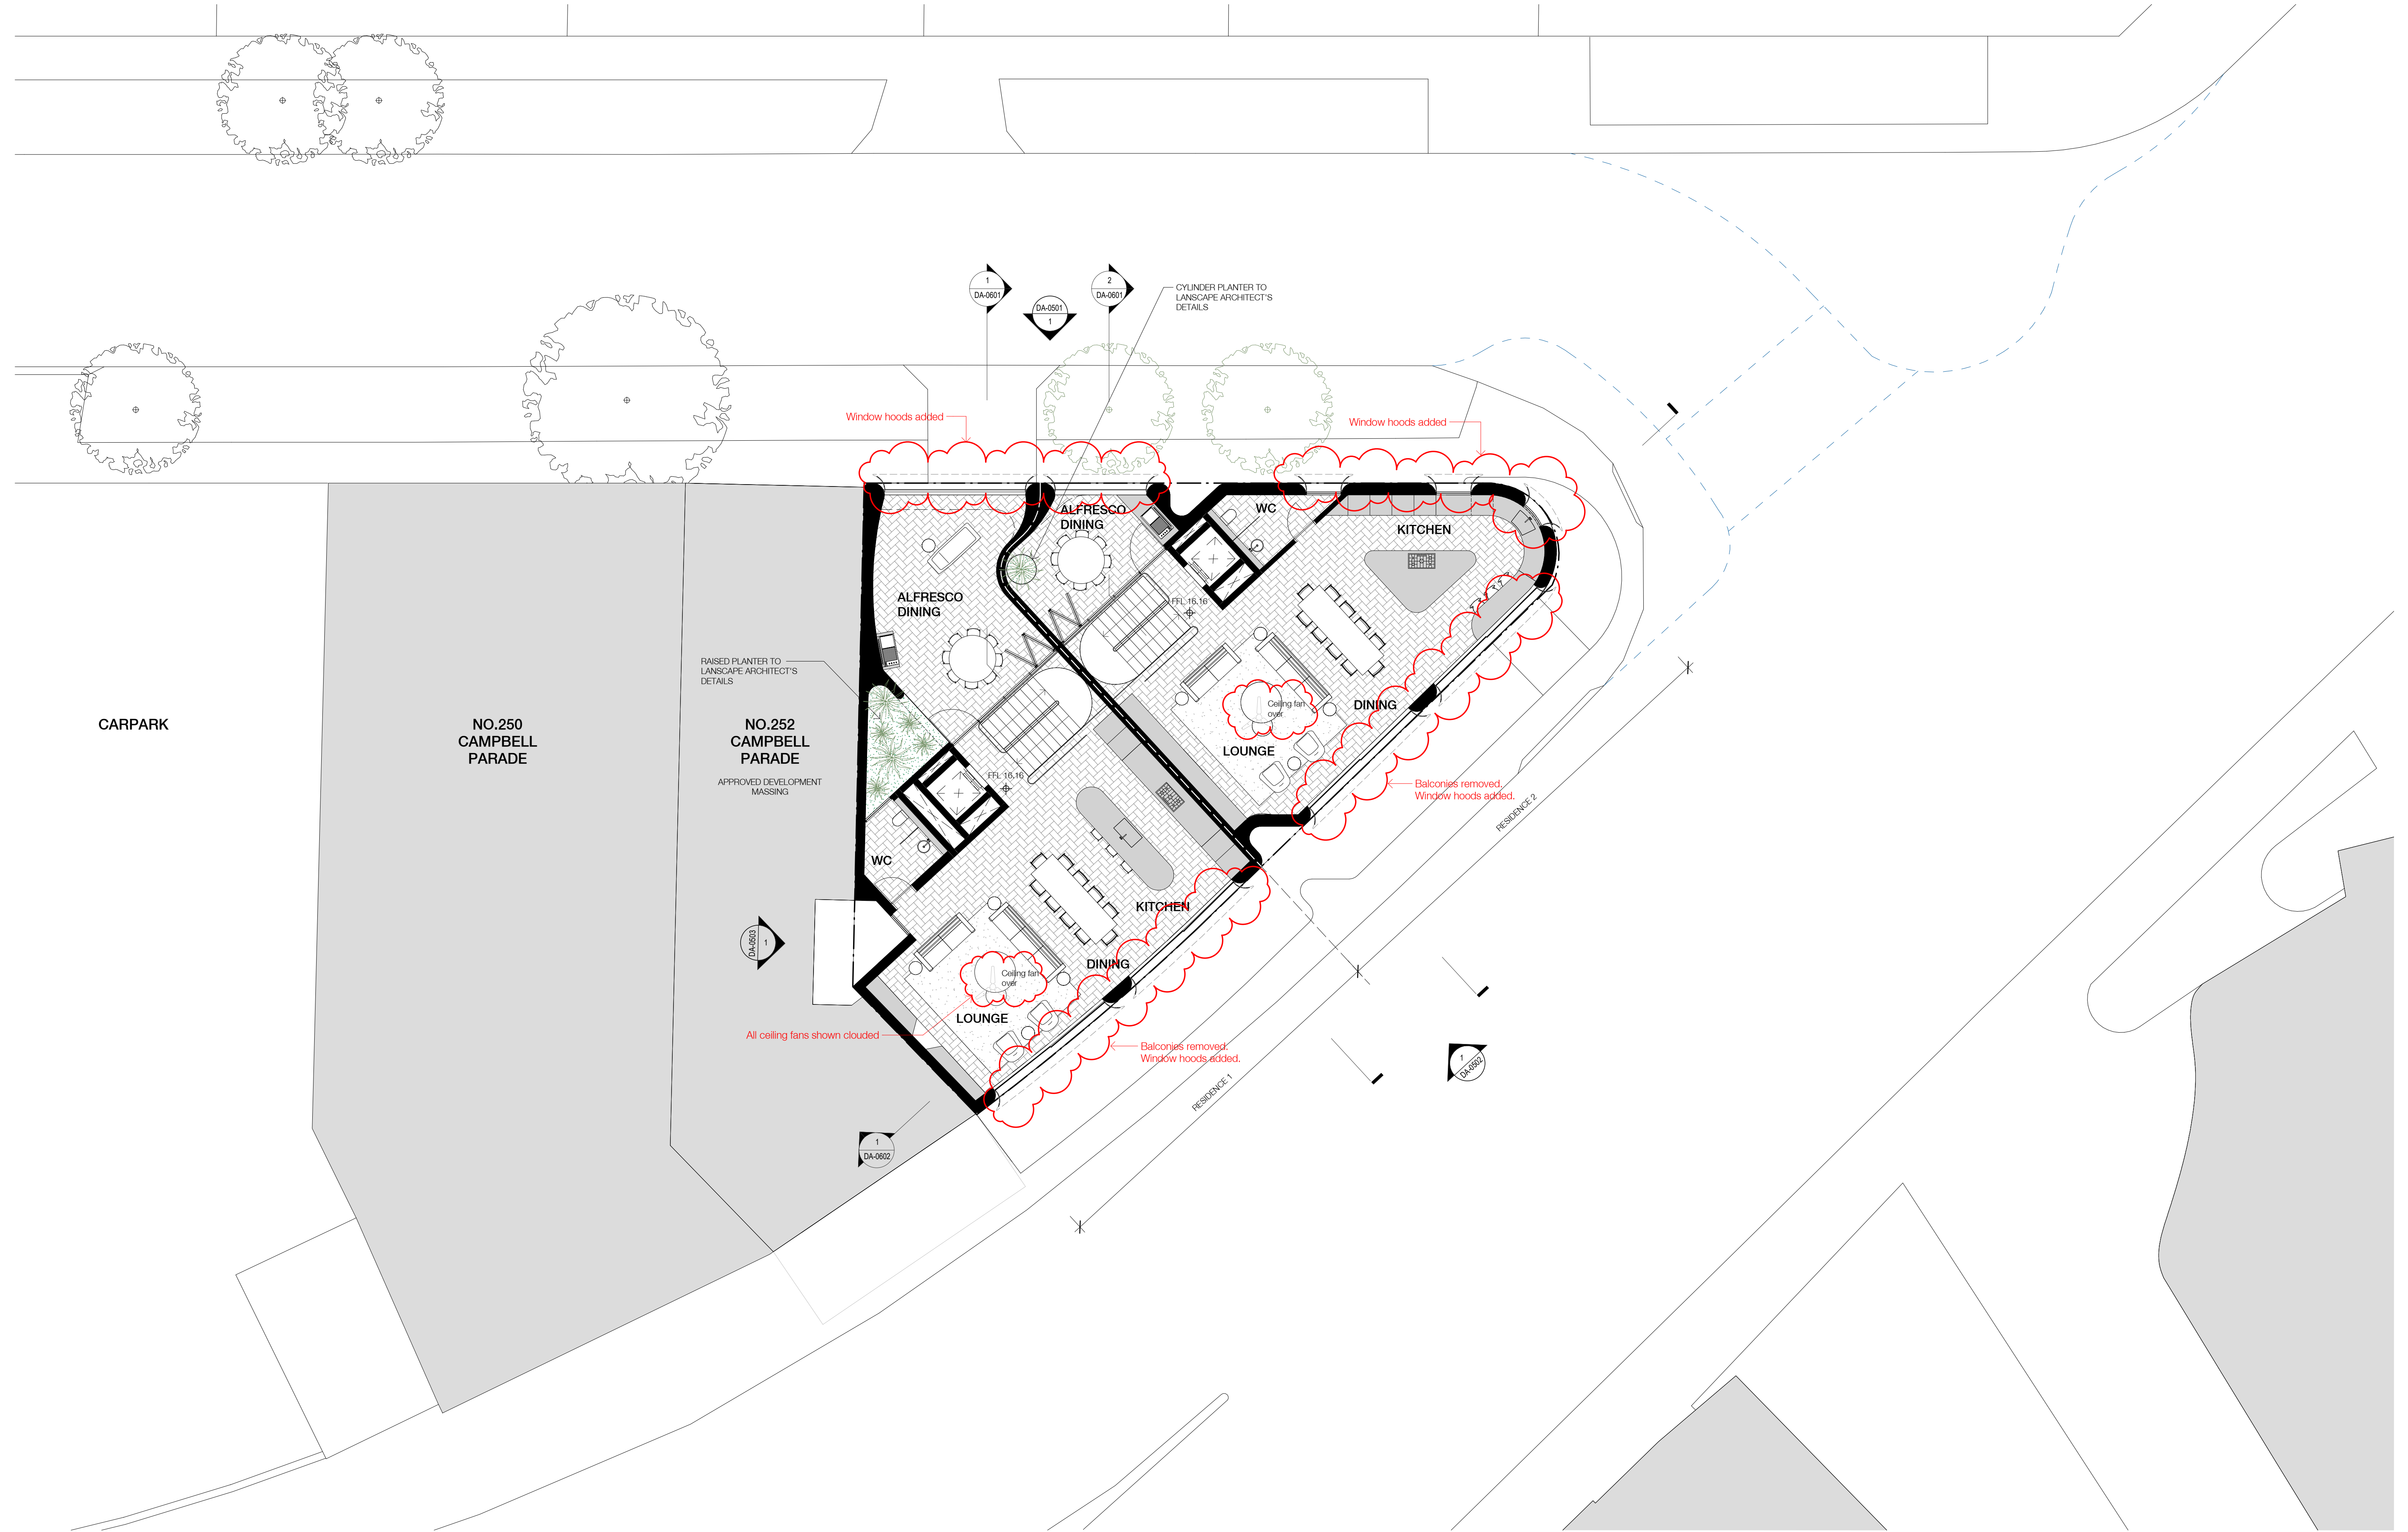 1
DA-0601
2
DA-0601
DA-0501
1
CYLINDER PLANTER TO
LANSCAPE ARCHITECT'S
DETAILS
Window hoods added
Window hoods added
ALFRESCO
DINING
WC
KITCHEN
ALFRESCO
DINING
FFL 16.16
RAISED PLANTER TO
LANSCAPE ARCHITECT'S
DETAILS
Ceiling fan
over
DINING
LOUNGE
CARPARK
NO.250
CAMPBELL
PARADE
NO.252
CAMPBELL
PARADE
APPROVED DEVELOPMENT
MASSING
FFL 16.16
Balconies removed.
Window hoods added.
RESIDENCE 2
WC
KITCHEN
DA-0503
1
DINING
Ceiling fan
over
LOUNGE
All ceiling fans shown clouded
Balconies removed.
Window hoods added.
1
DA-0502
RESIDENCE 1
1
DA-0602